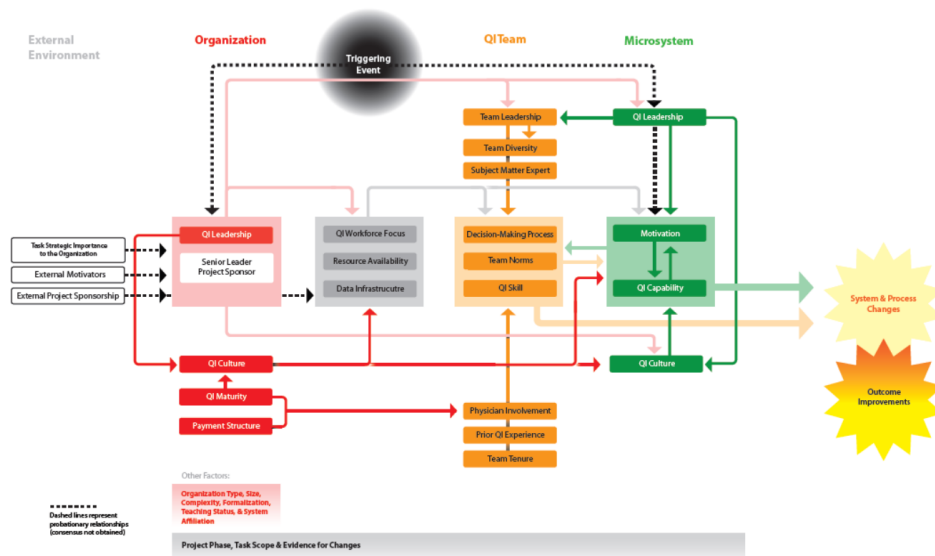 External
Environment
Organization
QI Team
Microsystem
Triggering
Event
Team Leadership
QI Leadership
Team Diversity
Subject Matter Expert
QI Leadership
Senior Leader
Project Sponsor
QI Workforce Focus
Resource Availability
Data Infrastrucutre
Decision-Making Process
Team Norms
QI Skill
Motivation
QI Capability
Task Strategic Importance
to the Organization
External Motivators
External Project Sponsorship
System & Process
Changes
QI Culture
QI Culture
QI Maturity
Payment Structure
Physician Involvement
Prior QI Experience
Team Tenure
Outcome
Improvements
Other Factors:
Organization Type, Size,
Complexity, Formalization,
Teaching Status, & System
Affiliation
Dashed lines represent
probationary relationships
(consensus not obtained)
Project Phase, Task Scope & Evidence for Changes